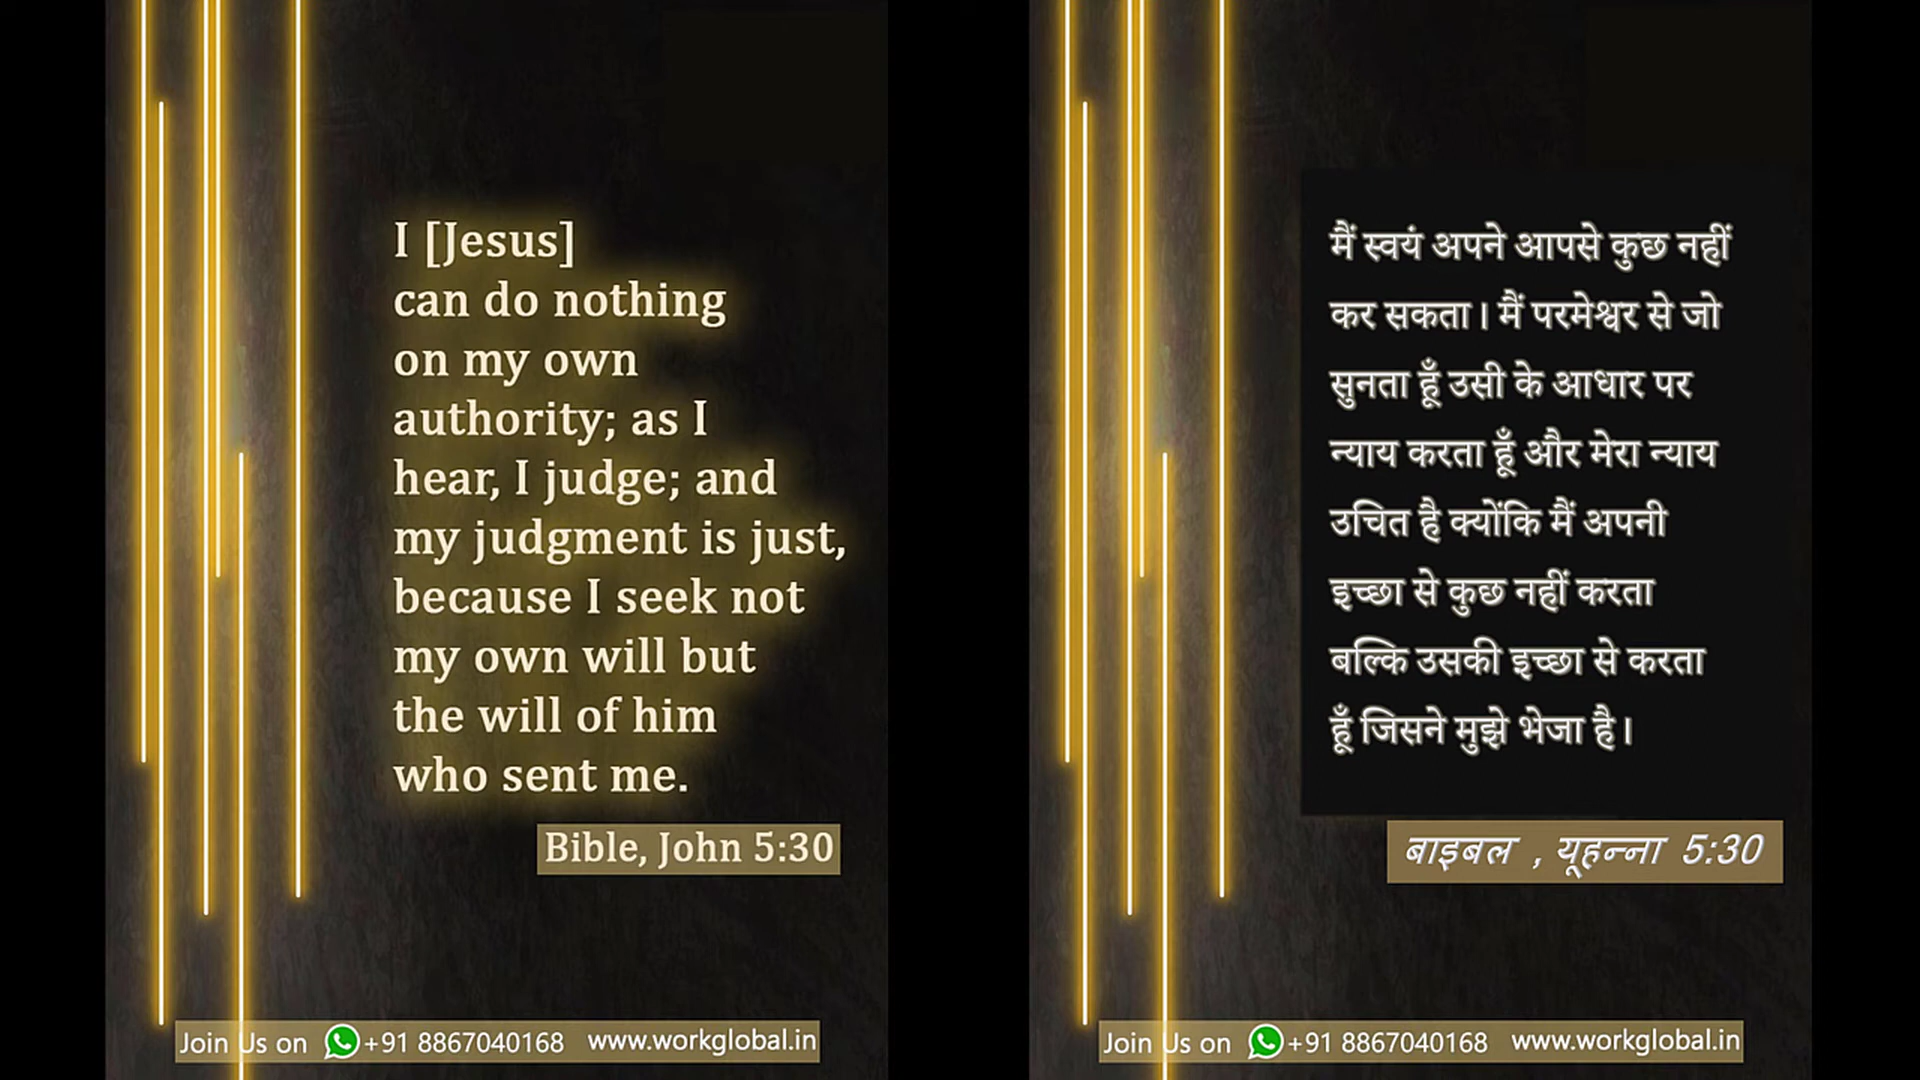 I [Jesus]
can do nothing
on my own
authority; as I
hear, I judge; and
my judgment is just,
because I seek not
my own will but
the will of him
who sent me.
Bible, John 5:30
Join Us on +91 8867040168 www.workglobal.in
मैं स्वयं अपने आपसे कुछ नहीं
कर सकता। मैं परमेश्वर से जो
सुनता हूँ उसी के आधार पर
न्याय करता हूँ और मेरा न्याय
उचित है क्योंकि मैं अपनी
इच्छा से कुछ नहीं करता
बल्कि उसकी इच्छा से करता
हूँ जिसने मुझे भेजा है।
बाइबल , यूहन्ना 5:30
Join Us on +91 8867040168 www.workglobal.in